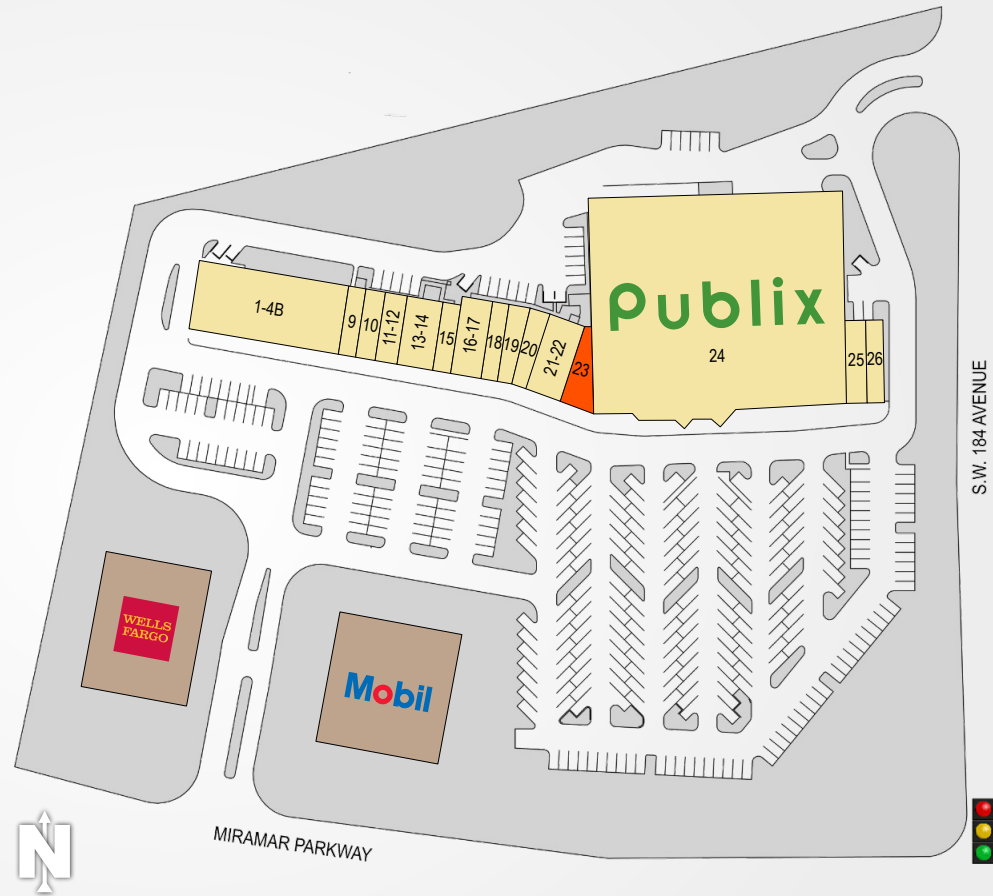 Publix
24
1-4B
9
10
11-12
13-14
15
16-17
18
19
20
21-22
23
25
26
S.W. 184 AVENUE
WELLS
FARGO
Mobil
MIRAMAR PARKWAY
N